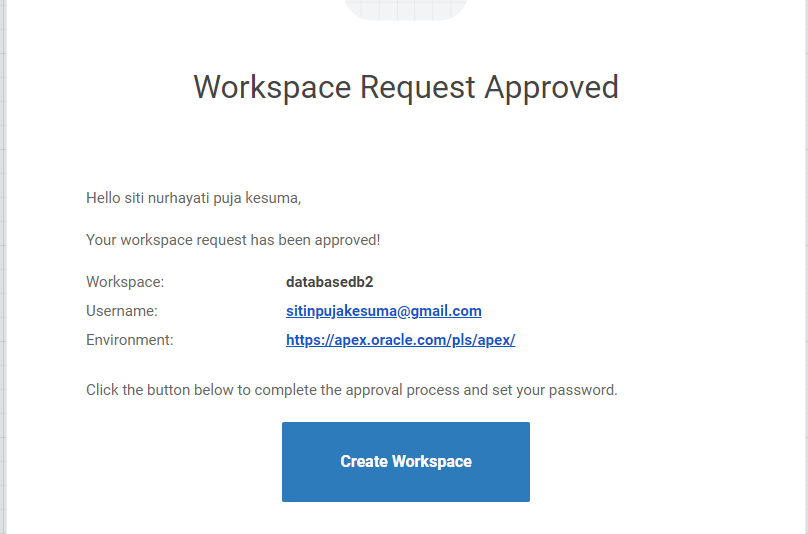 Workspace Request Approved
Hello siti nurhayati puja kesuma,
Your workspace request has been approved!
Workspace: databasedb2
Username: sitinpujakesuma@gmail.com
Environment: https://apex.oracle.com/pls/apex/
Click the button below to complete the approval process and set your password.
Create Workspace